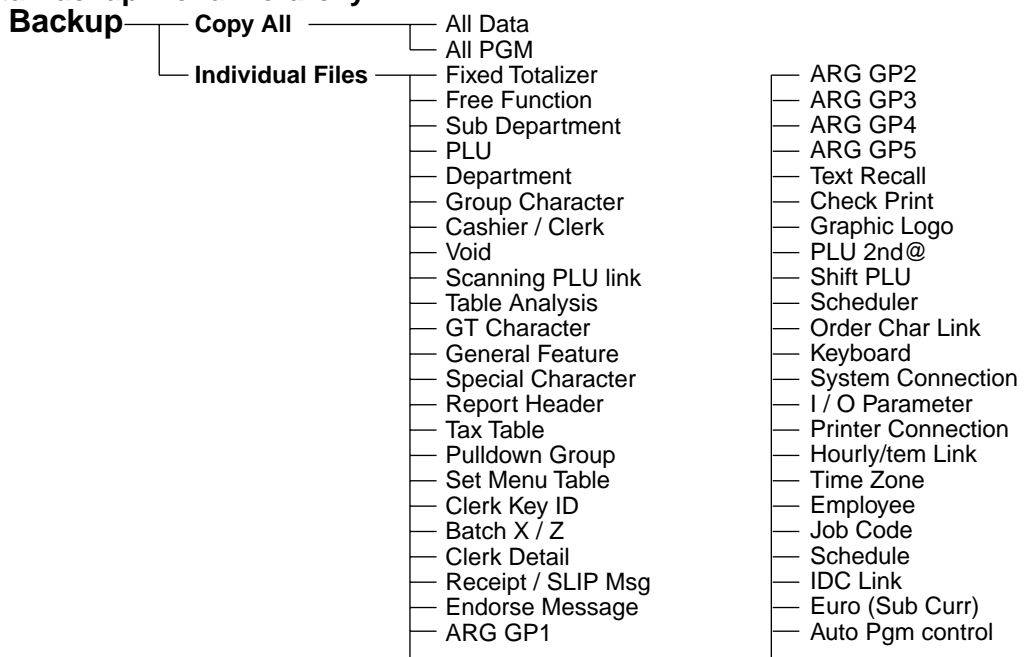 Backup
Copy All
All Data
All PGM
Individual Files
Fixed Totalizer
Free Function
Sub Department
PLU
Department
Group Character
Cashier / Clerk
Void
Scanning PLU link
Table Analysis
GT Character
General Feature
Special Character
Report Header
Tax Table
Pulldown Group
Set Menu Table
Clerk Key ID
Batch X / Z
Clerk Detail
Receipt / SLIP Msg
Endorse Message
ARG GP1
ARG GP2
ARG GP3
ARG GP4
ARG GP5
Text Recall
Check Print
Graphic Logo
PLU 2nd@
Shift PLU
Scheduler
Order Char Link
Keyboard
System Connection
I / O Parameter
Printer Connection
Hourly/tem Link
Time Zone
Employee
Job Code
Schedule
IDC Link
Euro (Sub Curr)
Auto Pgm control